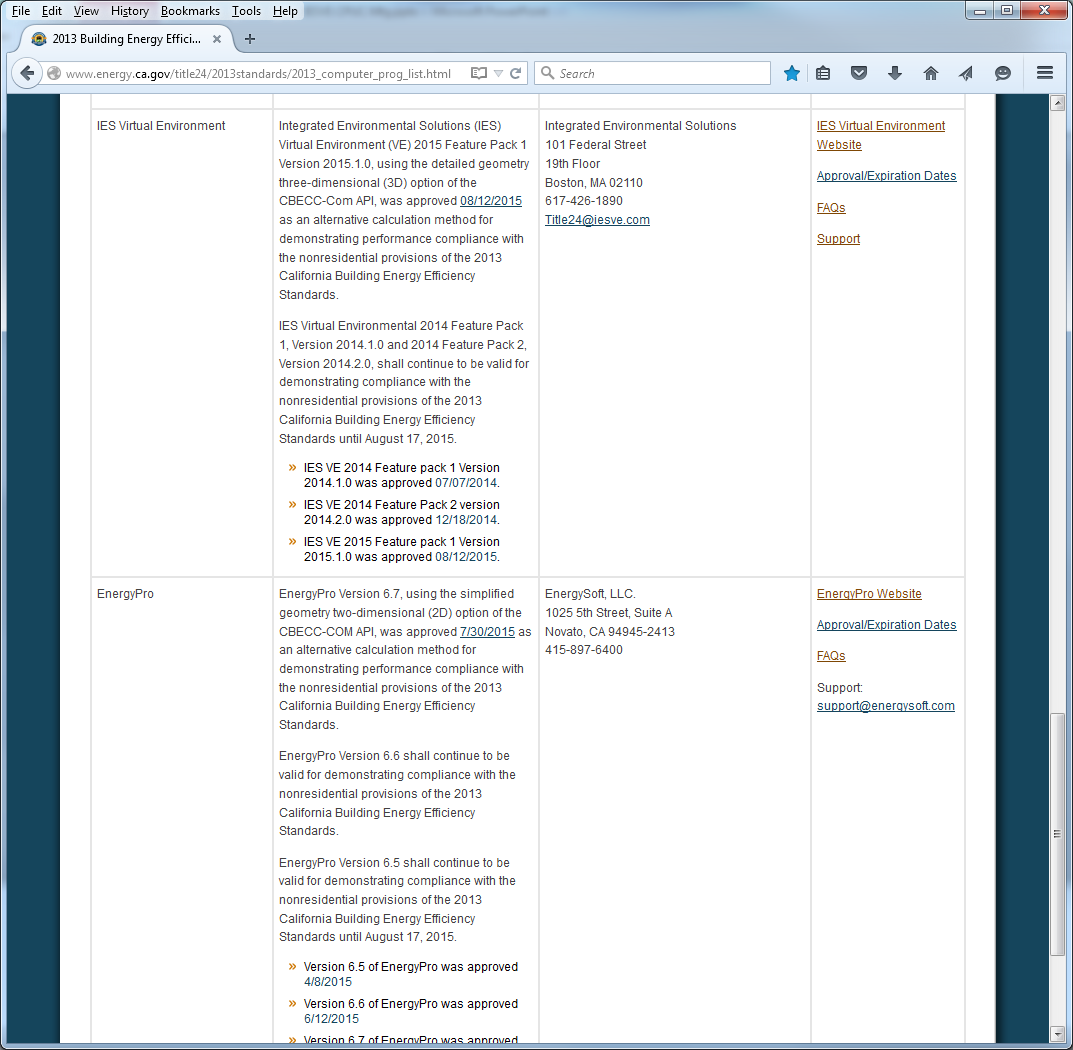 File Edit View History Bookmarks Tools Help
2013 Building Energy Effici...
www.energy.ca.gov/title24/2013standards/2013_computer_prog_list.html
Search
IES Virtual Environment
Integrated Environmental Solutions (IES)
Virtual Environment (VE) 2015 Feature Pack 1
Version 2015.1.0, using the detailed geometry
three-dimensional (3D) option of the
CBECC-Com API, was approved 08/12/2015
as an alternative calculation method for
demonstrating performance compliance with
the nonresidential provisions of the 2013
California Building Energy Efficiency
Standards.
IES Virtual Environmental 2014 Feature Pack
1, Version 2014.1.0 and 2014 Feature Pack 2,
Version 2014.2.0, shall continue to be valid for
demonstrating compliance with the
nonresidential provisions of the 2013
California Building Energy Efficiency
Standards until August 17, 2015.
» IES VE 2014 Feature pack 1 Version
2014.1.0 was approved 07/07/2014.
» IES VE 2014 Feature Pack 2 version
2014.2.0 was approved 12/18/2014.
» IES VE 2015 Feature pack 1 Version
2015.1.0 was approved 08/12/2015.
Integrated Environmental Solutions
101 Federal Street
19th Floor
Boston, MA 02110
617-426-1890
Title24@iesve.com
IES Virtual Environment
Website
Approval/Expiration Dates
FAQs
Support
EnergyPro
EnergyPro Version 6.7, using the simplified
geometry two-dimensional (2D) option of the
CBECC-COM API, was approved 7/30/2015 as
an alternative calculation method for
demonstrating performance compliance with
the nonresidential provisions of the 2013
California Building Energy Efficiency
Standards.
EnergyPro Version 6.6 shall continue to be
valid for demonstrating compliance with the
nonresidential provisions of the 2013
California Building Energy Efficiency
Standards.
EnergyPro Version 6.5 shall continue to be
valid for demonstrating compliance with the
nonresidential provisions of the 2013
California Building Energy Efficiency
Standards until August 17, 2015.
» Version 6.5 of EnergyPro was approved
4/8/2015
» Version 6.6 of EnergyPro was approved
6/12/2015
» Version 6.7 of EnergyPro was approved
EnergySoft, LLC.
1025 5th Street, Suite A
Novato, CA 94945-2413
415-897-6400
EnergyPro Website
Approval/Expiration Dates
FAQs
Support:
support@energysoft.com